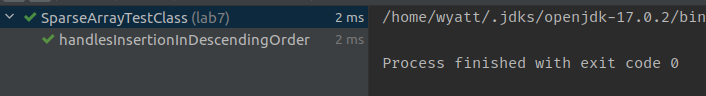 SparseArrayTestClass (lab7) 2 ms
handlesInsertionInDescendingOrder 2 ms
/home/wyatt/.jdks/openjdk-17.0.2/bin
Process finished with exit code 0